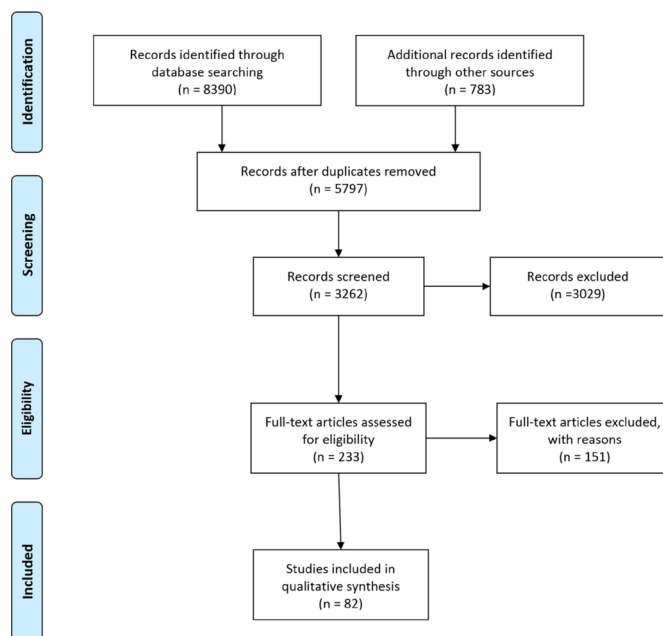 Identification
Records identified through
database searching
(n = 8390)
Additional records identified
through other sources
(n = 783)
Records after duplicates removed
(n = 5797)
Screening
Records screened
(n = 3262)
Records excluded
(n =3029)
Eligibility
Full-text articles assessed
for eligibility
(n = 233)
Full-text articles excluded,
with reasons
(n = 151)
Included
Studies included in
qualitative synthesis
(n = 82)